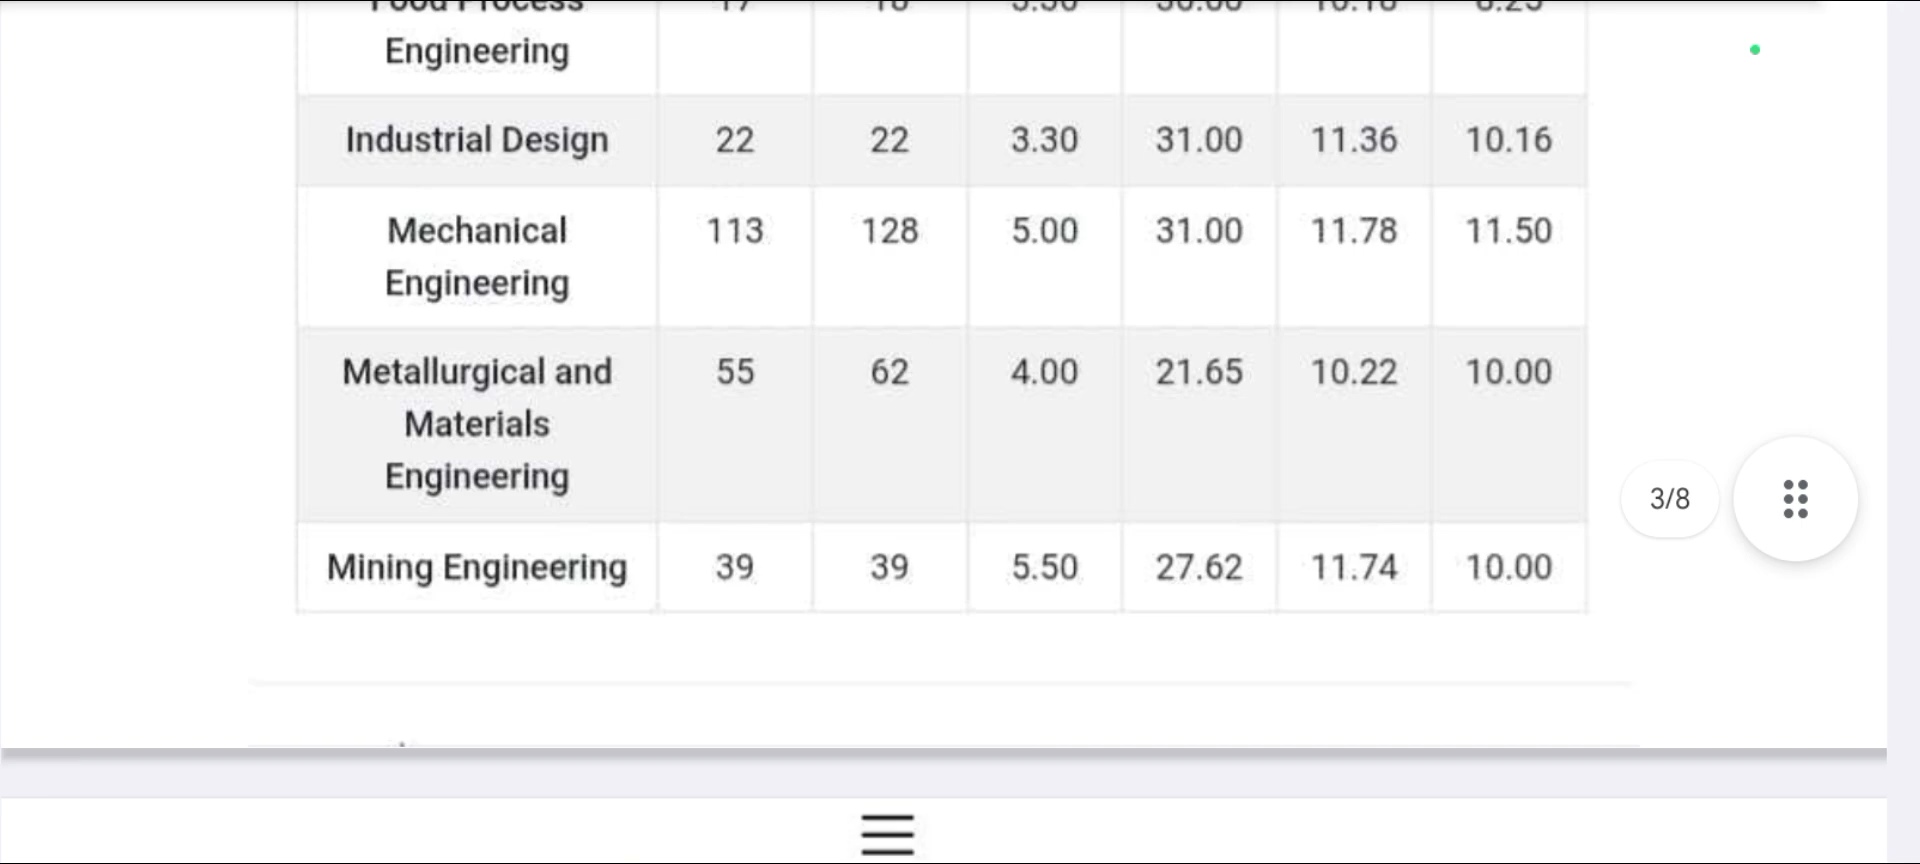 Food Process
Engineering
Industrial Design 22 22 3.30 31.00 11.36 10.16
Mechanical 113 128 5.00 31.00 11.78 11.50
Engineering
Metallurgical and 55 62 4.00 21.65 10.22 10.00
Materials
Engineering
Mining Engineering 39 39 5.50 27.62 11.74 10.00
3/8